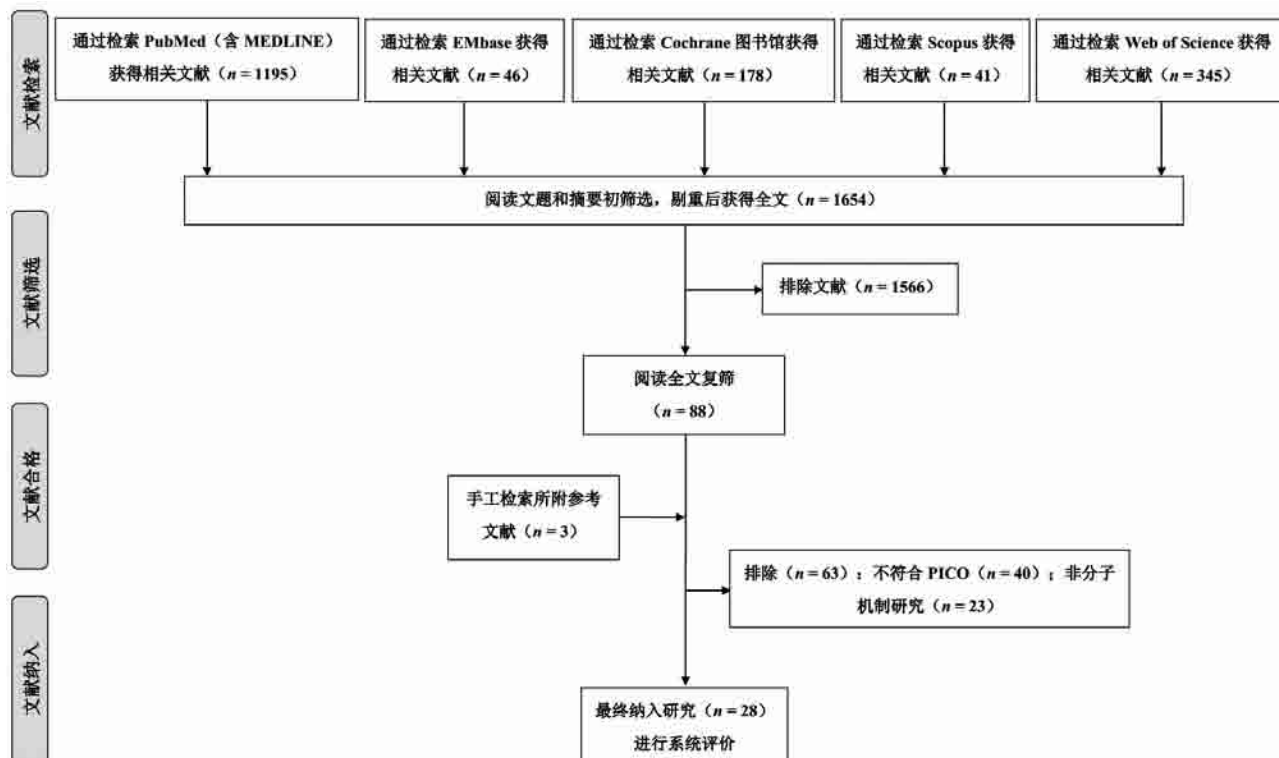 文献检索
通过检索 PubMed（含 MEDLINE）
获得相关文献（n = 1195）
通过检索 EMbase 获得
相关文献（n = 46）
通过检索 Cochrane 图书馆获得
相关文献（n = 178）
通过检索 Scopus 获得
相关文献（n = 41）
通过检索 Web of Science 获得
相关文献（n = 345）
阅读文题和摘要初筛选，剔重后获得全文（n = 1654）
文献筛选
排除文献（n = 1566）
阅读全文复筛
（n = 88）
文献合格
手工检索所附参考
文献（n = 3）
排除（n = 63）：不符合 PICO（n = 40）；非分子
机制研究（n = 23）
文献纳入
最终纳入研究（n = 28）
进行系统评价